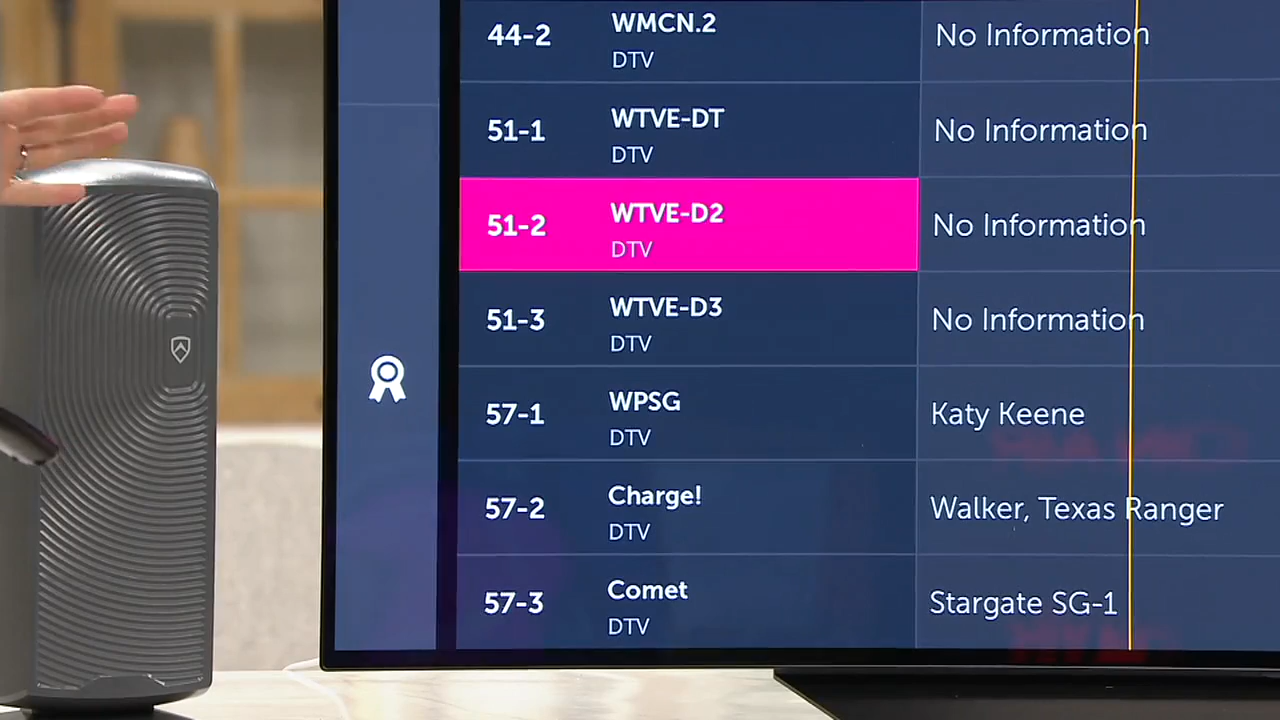 44-2 WMCN.2 No Information
DTV
51-1 WTVE-DT No Information
DTV
51-2 WTVE-D2 No Information
DTV
51-3 WTVE-D3 No Information
DTV
57-1 WPSG Katy Keene
DTV
57-2 Charge! Walker, Texas Ranger
DTV
57-3 Comet Stargate SG-1
DTV